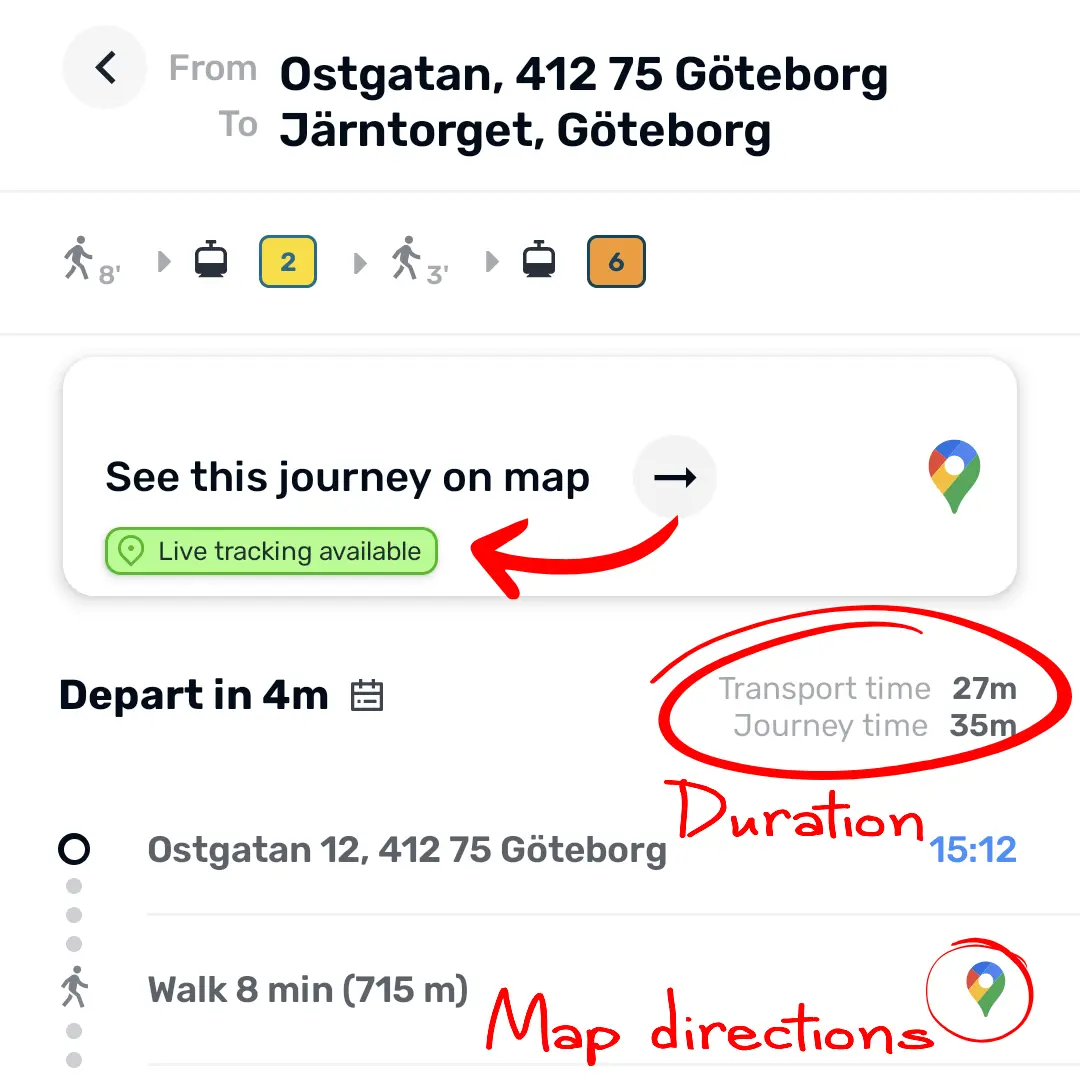 From Ostgatan, 412 75 Göteborg
To Järntorget, Göteborg
8' 2 3' 6
See this journey on map
Live tracking available
Depart in 4m
Transport time 27m
Journey time 35m
Duration
Ostgatan 12, 412 75 Göteborg 15:12
Walk 8 min (715 m)
Map directions